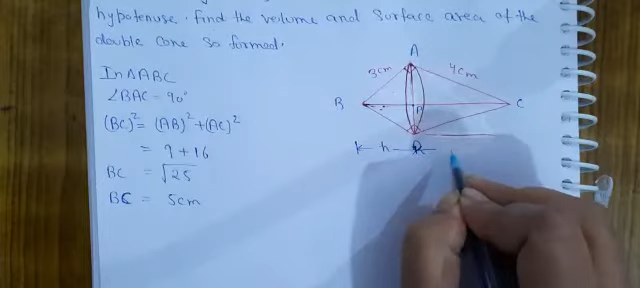 hypotenuse. Find the volume and surface area of the
double cone so formed.
In △ABC
∠BAC = 90°
(BC)² = (AB)² + (AC)²
= 9 + 16
BC = √25
BC = 5cm
A
3cm
4cm
B
C
h